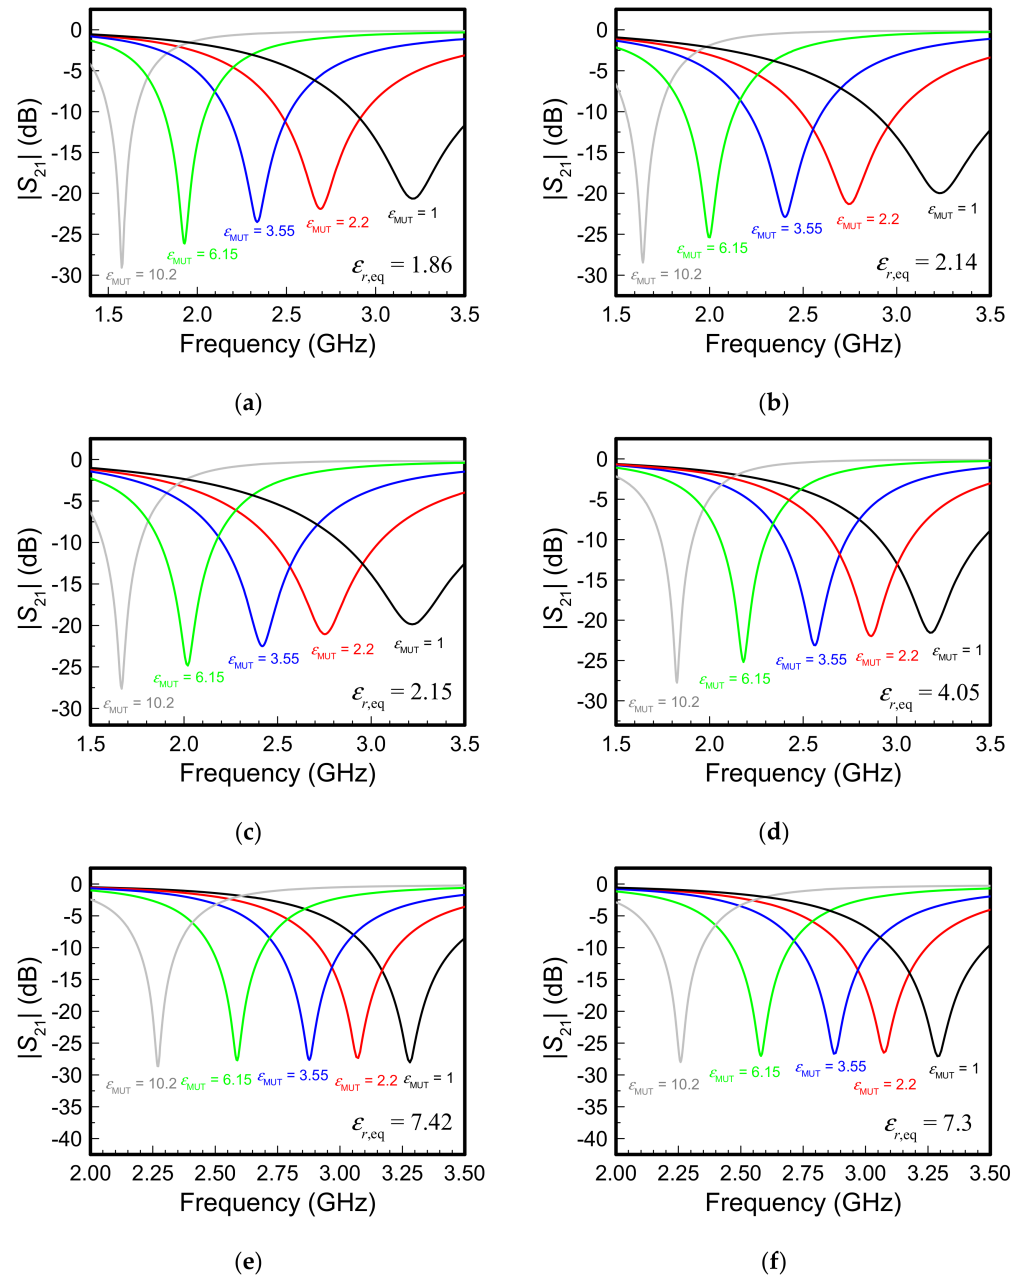 0
-5
-10
-15
-20
-25
-30
|S21| (dB)
εMUT = 1
εMUT = 2.2
εMUT = 3.55
εMUT = 6.15
εMUT = 10.2
εr,eq = 1.86
1.5 2.0 2.5 3.0 3.5
Frequency (GHz)
(a)
0
-5
-10
-15
-20
-25
-30
|S21| (dB)
εMUT = 1
εMUT = 2.2
εMUT = 3.55
εMUT = 6.15
εMUT = 10.2
εr,eq = 2.14
1.5 2.0 2.5 3.0 3.5
Frequency (GHz)
(b)
0
-5
-10
-15
-20
-25
-30
|S21| (dB)
εMUT = 1
εMUT = 2.2
εMUT = 3.55
εMUT = 6.15
εMUT = 10.2
εr,eq = 2.15
1.5 2.0 2.5 3.0 3.5
Frequency (GHz)
(c)
0
-5
-10
-15
-20
-25
-30
|S21| (dB)
εMUT = 1
εMUT = 2.2
εMUT = 3.55
εMUT = 6.15
εMUT = 10.2
εr,eq = 4.05
1.5 2.0 2.5 3.0 3.5
Frequency (GHz)
(d)
0
-5
-10
-15
-20
-25
-30
-35
-40
|S21| (dB)
εMUT = 10.2
εMUT = 6.15
εMUT = 3.55
εMUT = 2.2
εMUT = 1
εr,eq = 7.42
2.00 2.25 2.50 2.75 3.00 3.25 3.50
Frequency (GHz)
(e)
0
-5
-10
-15
-20
-25
-30
-35
-40
|S21| (dB)
εMUT = 10.2
εMUT = 6.15
εMUT = 3.55
εMUT = 2.2
εMUT = 1
εr,eq = 7.3
2.00 2.25 2.50 2.75 3.00 3.25 3.50
Frequency (GHz)
(f)